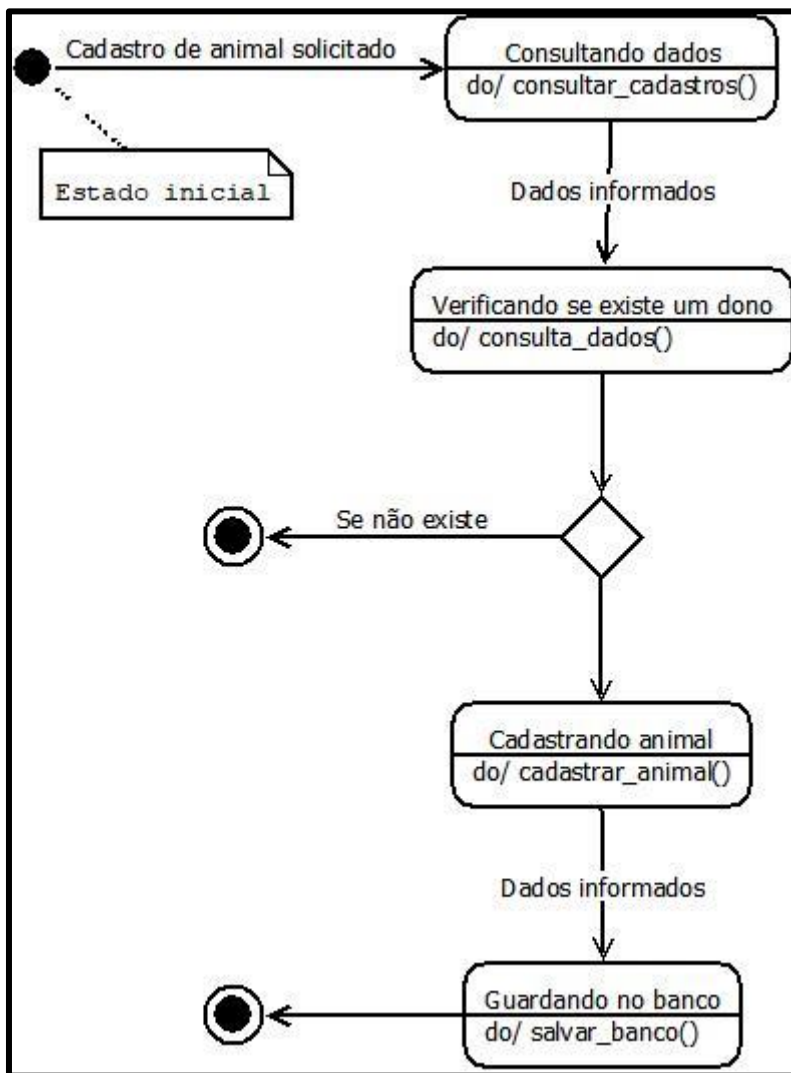 Cadastro de animal solicitado
Consultando dados
do/ consultar_cadastros()
Estado inicial
Dados informados
Verificando se existe um dono
do/ consulta_dados()
Se não existe
Cadastrando animal
do/ cadastrar_animal()
Dados informados
Guardando no banco
do/ salvar_banco()